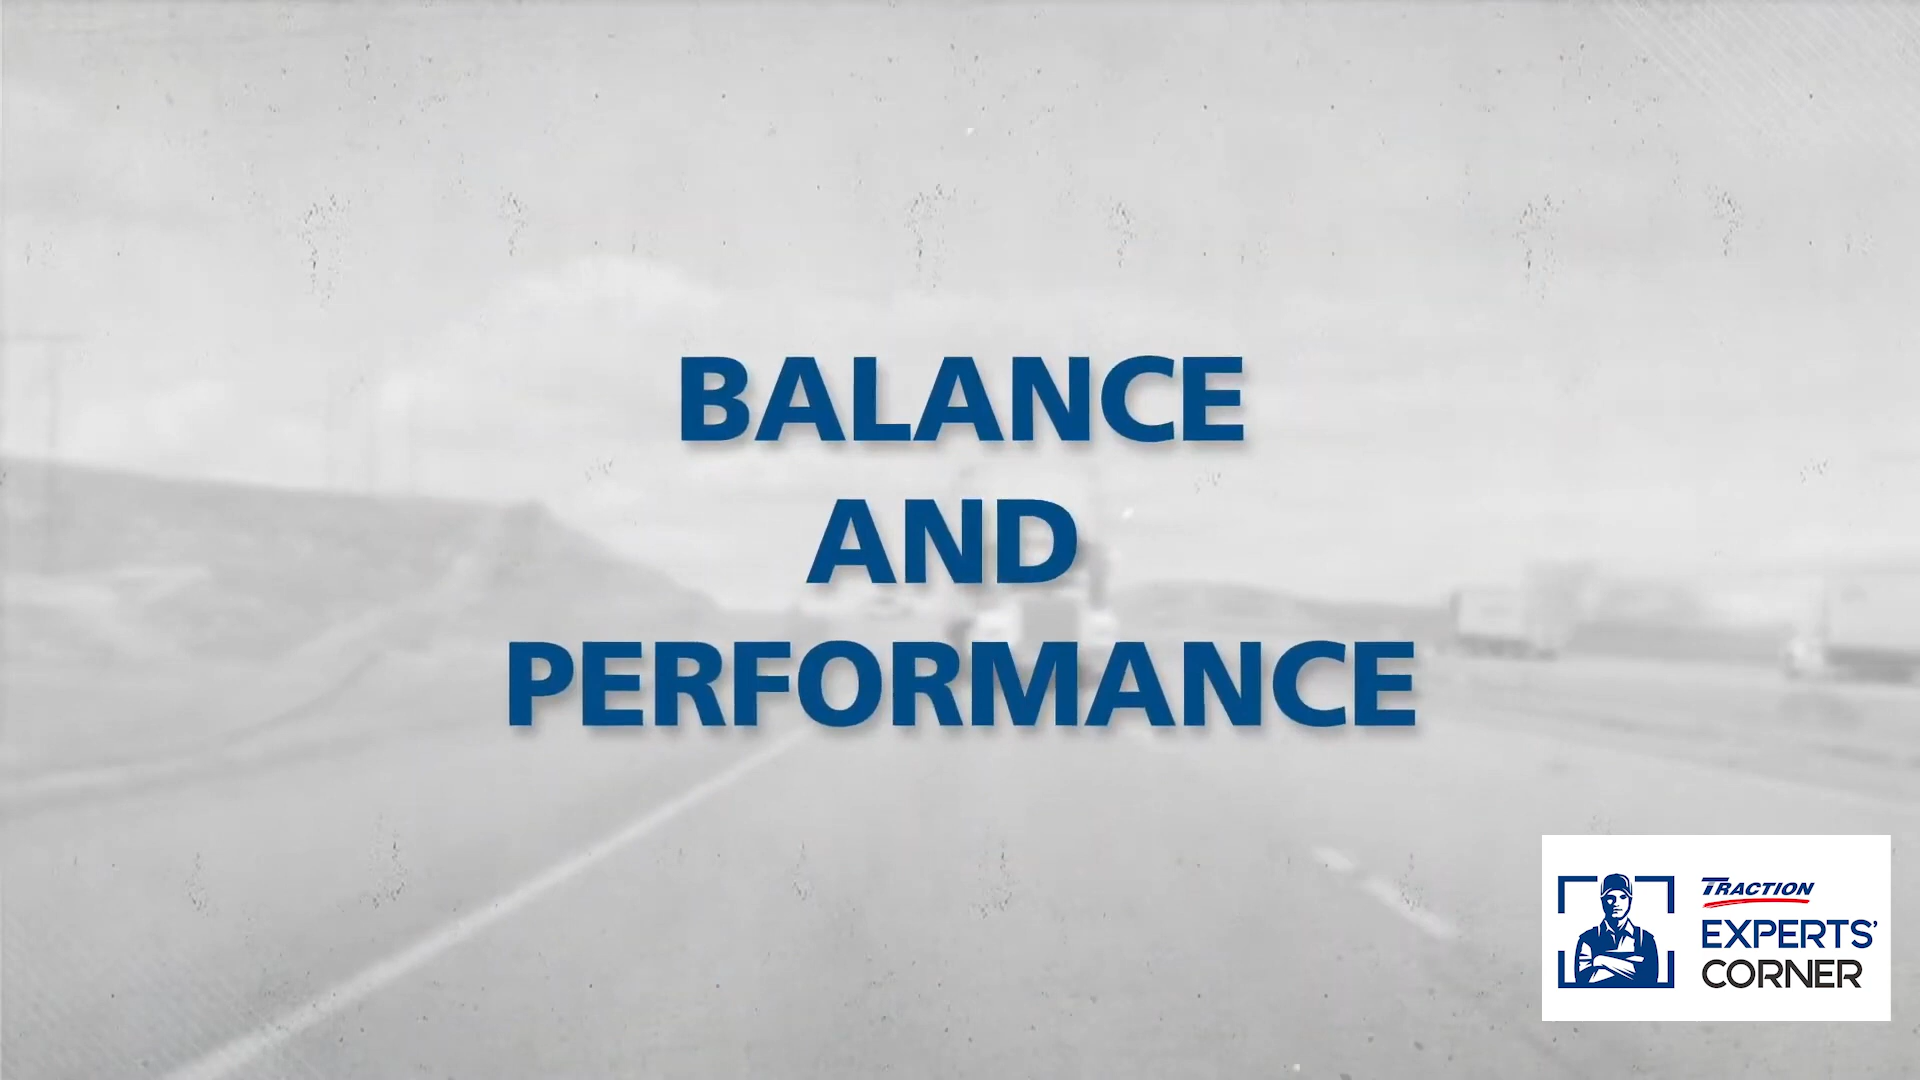 BALANCE
AND
PERFORMANCE
TRACTION
EXPERTS'
CORNER